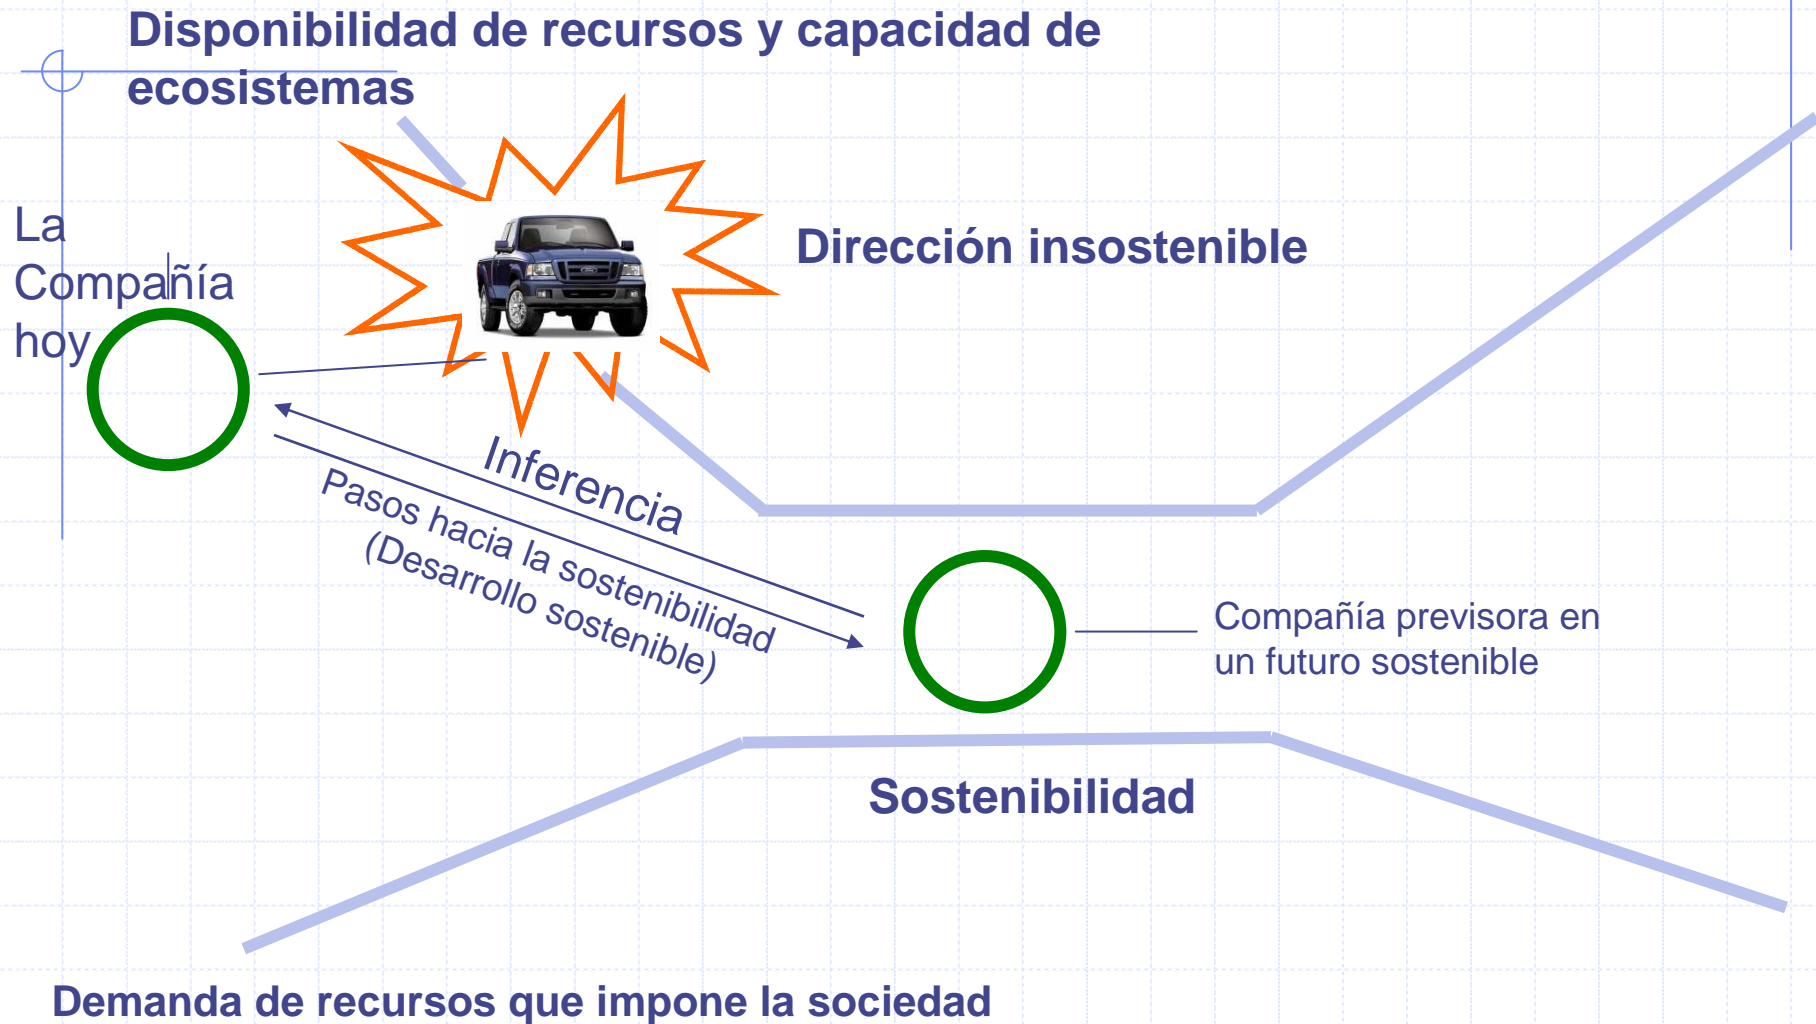 Disponibilidad de recursos y capacidad de
ecosistemas
La
Compañía
hoy
Dirección insostenible
Inferencia
Pasos hacia la sostenibilidad
(Desarrollo sostenible)
Compañía previsora en
un futuro sostenible
Sostenibilidad
Demanda de recursos que impone la sociedad